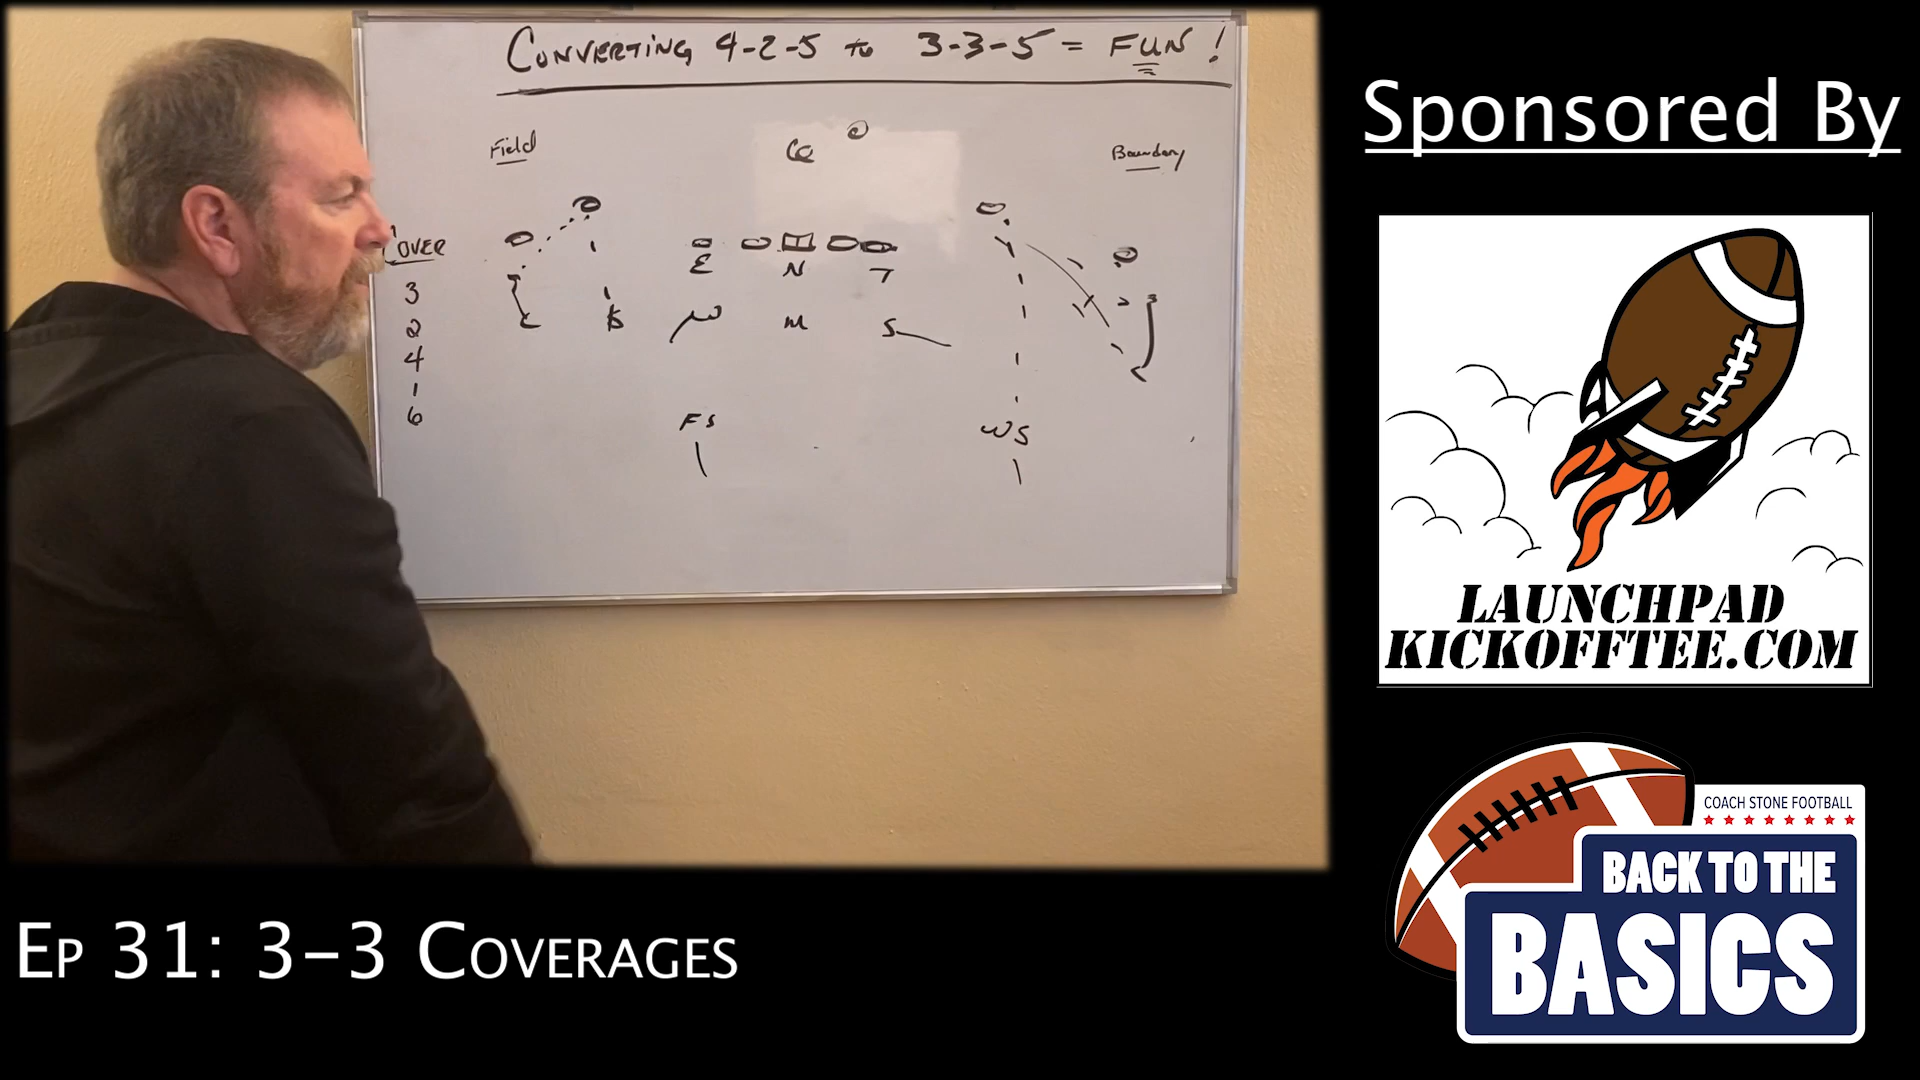 CONVERTING 4-2-5 to 3-3-5 = FUN!
Field
Q
Boundary
COVER
3
2
4
1
6
E N T
C B W M S
C
FS WS
Sponsored By
LAUNCHPAD
KICKOFFTEE.COM
COACH STONE FOOTBALL
BACK TO THE
BASICS
Ep 31: 3-3 Coverages